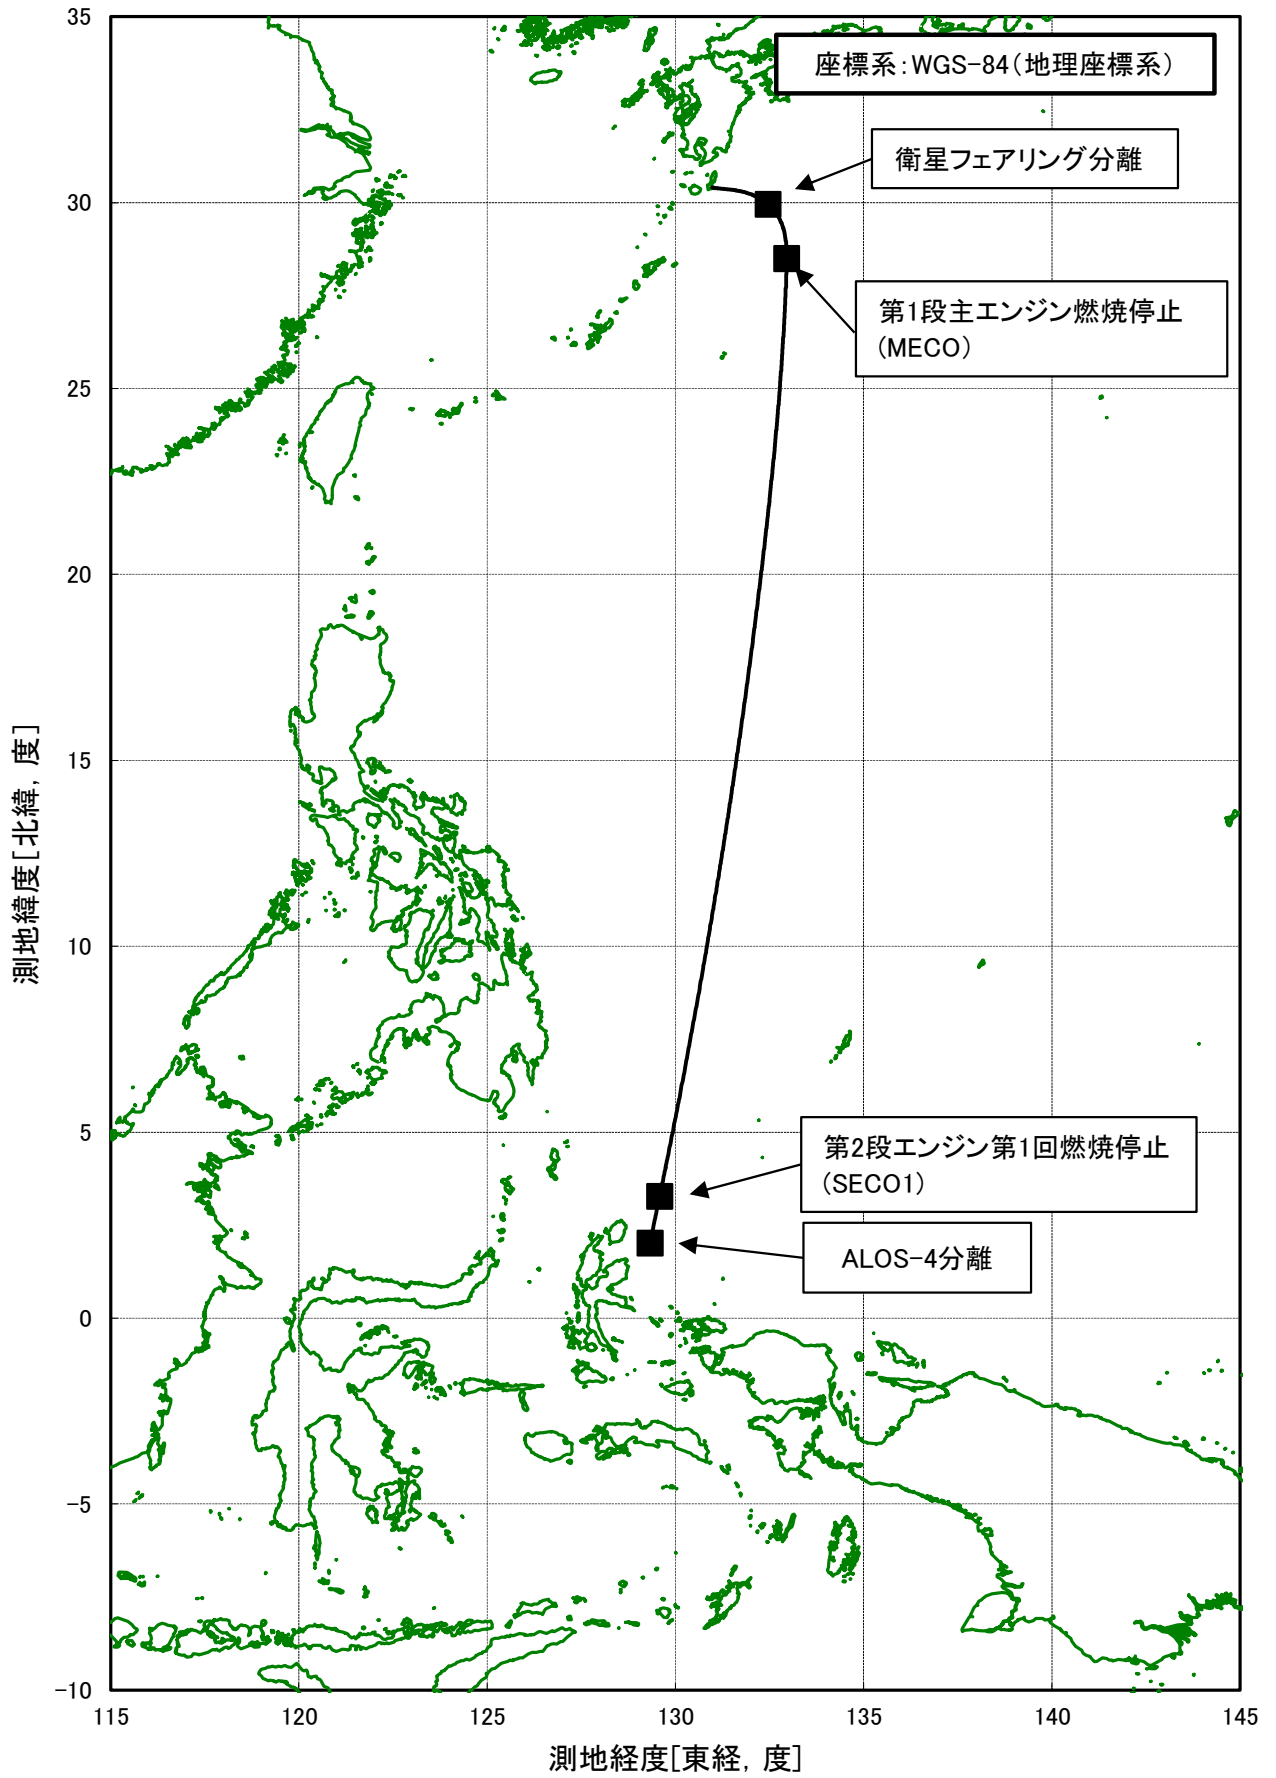 座標系:WGS-84(地理座標系)
衛星フェアリング分離
第1段主エンジン燃焼停止
(MECO)
第2段エンジン第1回燃焼停止
(SECO1)
ALOS-4分離
測地緯度[北緯, 度]
35
30
25
20
15
10
5
0
-5
-10
115
120
125
130
135
140
145
測地経度[東経, 度]